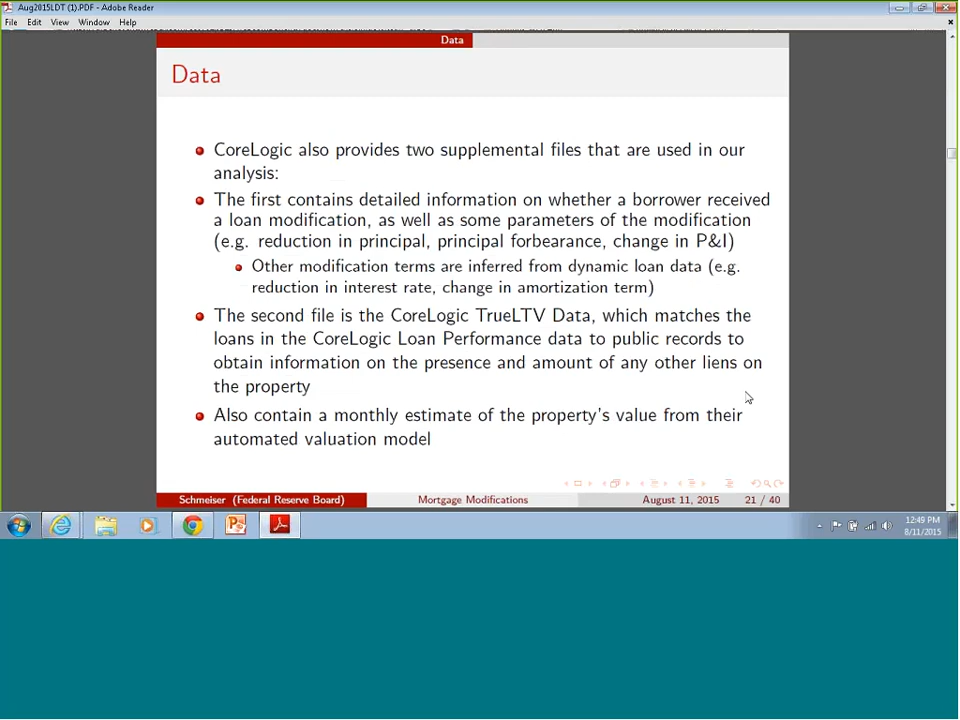 Aug2015LDT (1).PDF - Adobe Reader
File Edit View Window Help
Data
Data
CoreLogic also provides two supplemental files that are used in our
analysis:
The first contains detailed information on whether a borrower received
a loan modification, as well as some parameters of the modification
(e.g. reduction in principal, principal forbearance, change in P&I)
Other modification terms are inferred from dynamic loan data (e.g.
reduction in interest rate, change in amortization term)
The second file is the CoreLogic TrueLTV Data, which matches the
loans in the CoreLogic Loan Performance data to public records to
obtain information on the presence and amount of any other liens on
the property
Also contain a monthly estimate of the property's value from their
automated valuation model
Schmeiser (Federal Reserve Board) Mortgage Modifications August 11, 2015 21 / 40
12:49 PM
8/11/2015